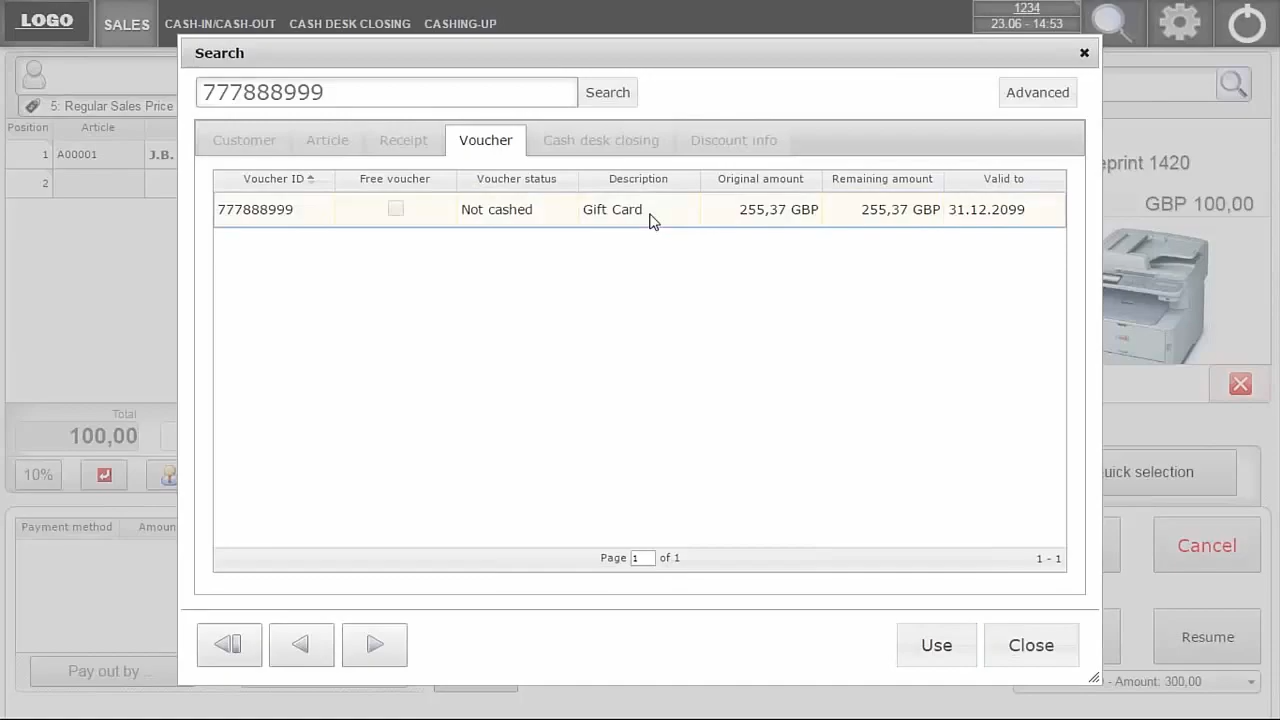 LOGO
SALES
CASH-IN/CASH-OUT
CASH DESK CLOSING
CASHING-UP
1234
23.06 - 14:53
Search
777888999
Search
Advanced
5: Regular Sales Price
Customer
Article
Receipt
Voucher
Cash desk closing
Discount info
Position
Article
1
A00001
J.B.
2
Voucher ID
Free voucher
Voucher status
Description
Original amount
Remaining amount
Valid to
777888999
Not cashed
Gift Card
255,37 GBP
255,37 GBP
31.12.2099
eprint 1420
GBP 100,00
Total
100,00
10%
uick selection
Payment method
Amoun
Page 1 of 1
1 - 1
Cancel
Resume
Pay out by ...
Use
Close
- Amount: 300,00